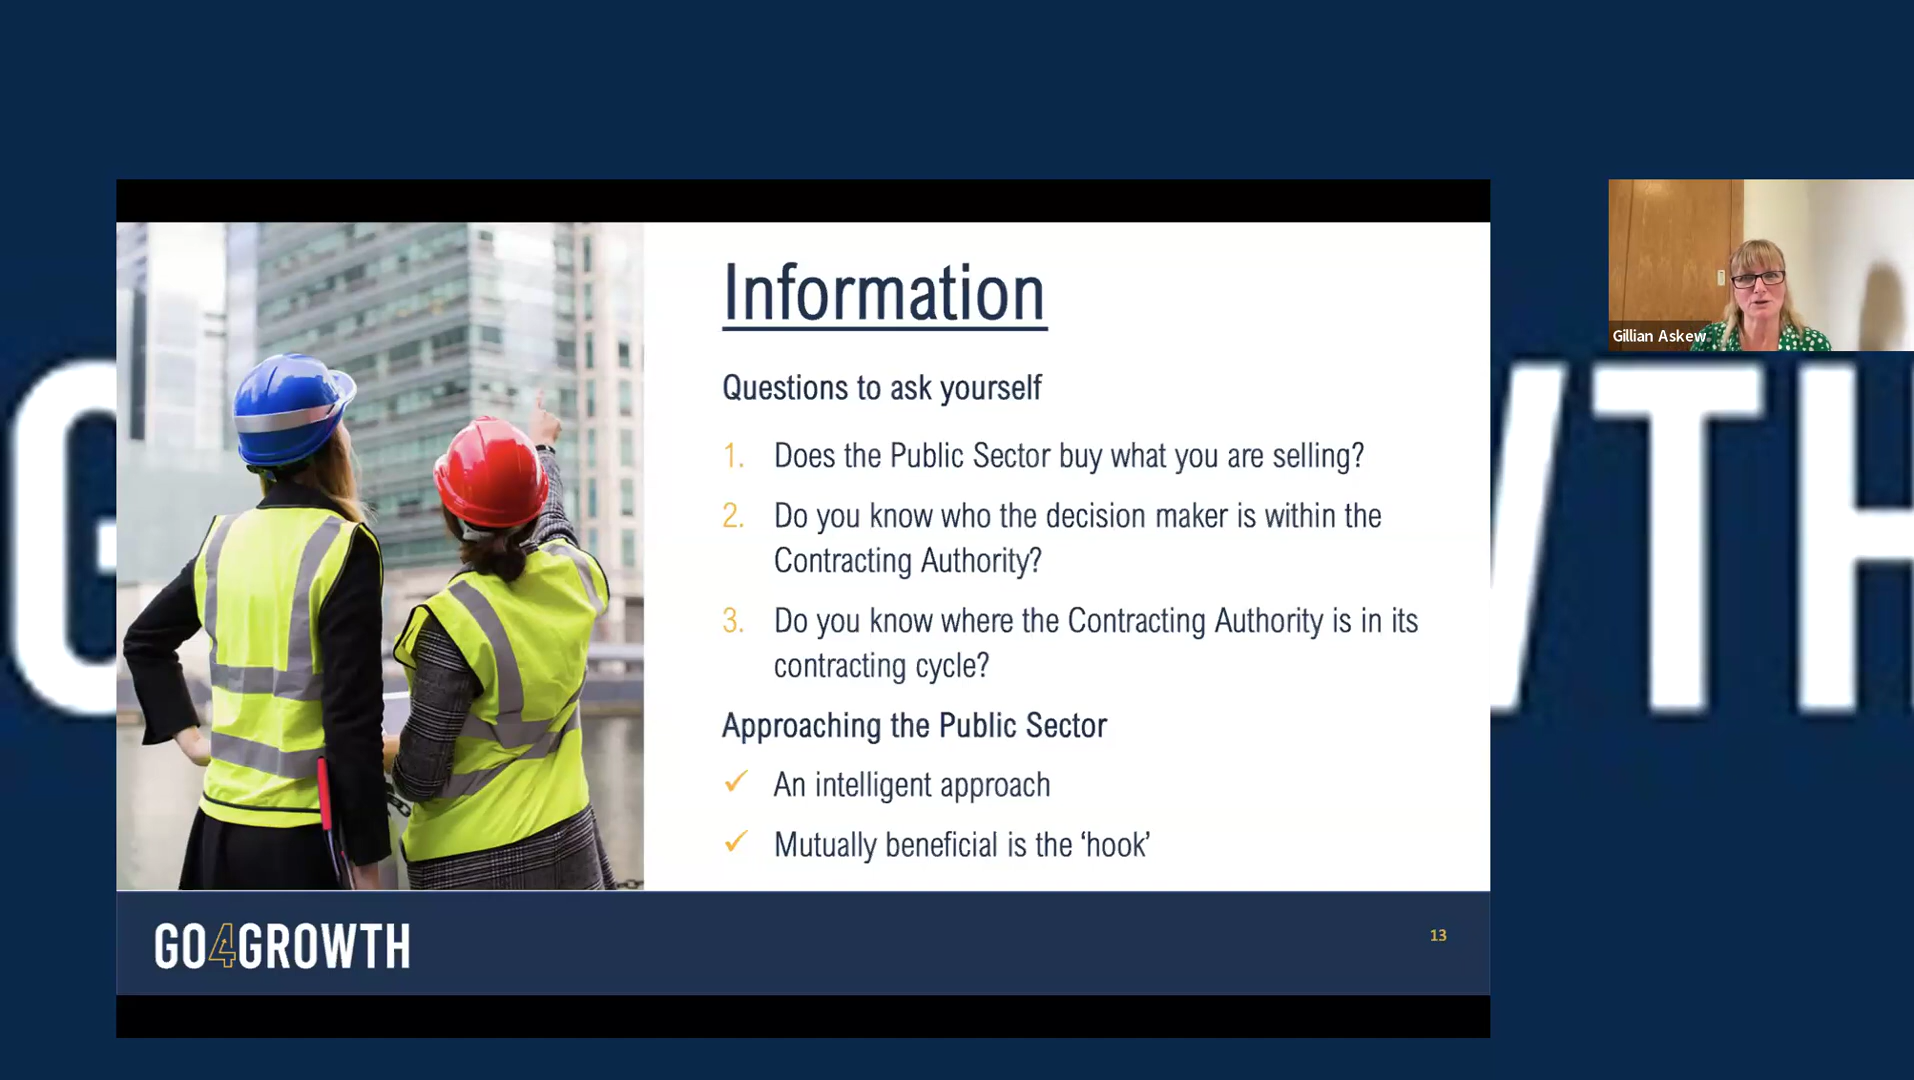 Information
Questions to ask yourself
1. Does the Public Sector buy what you are selling?
2. Do you know who the decision maker is within the
Contracting Authority?
3. Do you know where the Contracting Authority is in its
contracting cycle?
Approaching the Public Sector
✓ An intelligent approach
✓ Mutually beneficial is the ‘hook’
GO4GROWTH
13
Gillian Askew
G
WTH